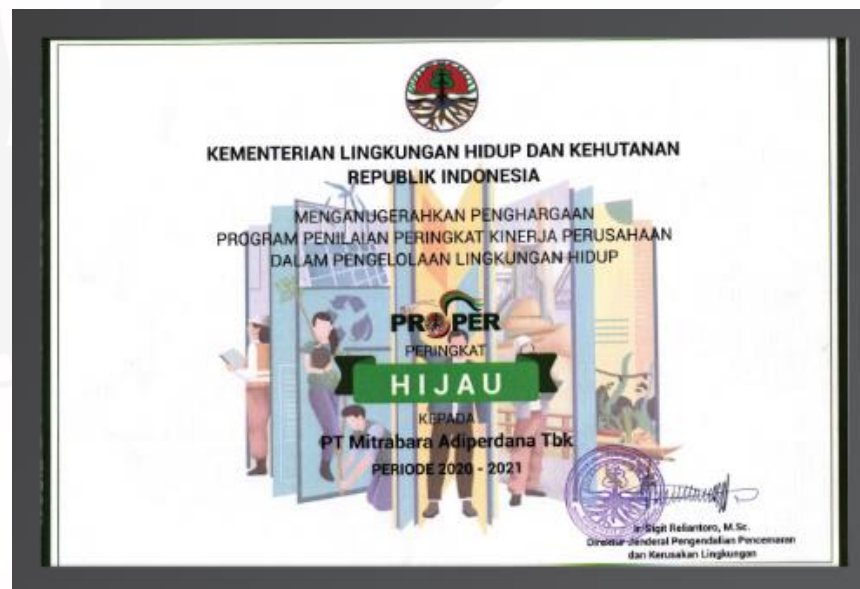 KEMENTERIAN LINGKUNGAN HIDUP DAN KEHUTANAN
REPUBLIK INDONESIA
MENGANUGERAHKAN PENGHARGAAN
PROGRAM PENILAIAN PERINGKAT KINERJA PERUSAHAAN
DALAM PENGELOLAAN LINGKUNGAN HIDUP
PROPER
PERINGKAT
HIJAU
KEPADA
PT Mitrabara Adiperdana Tbk
PERIODE 2020 - 2021
Ir. Sigit Reliantoro, M.Sc.
Direktur Jenderal Pengendalian Pencemaran
dan Kerusakan Lingkungan